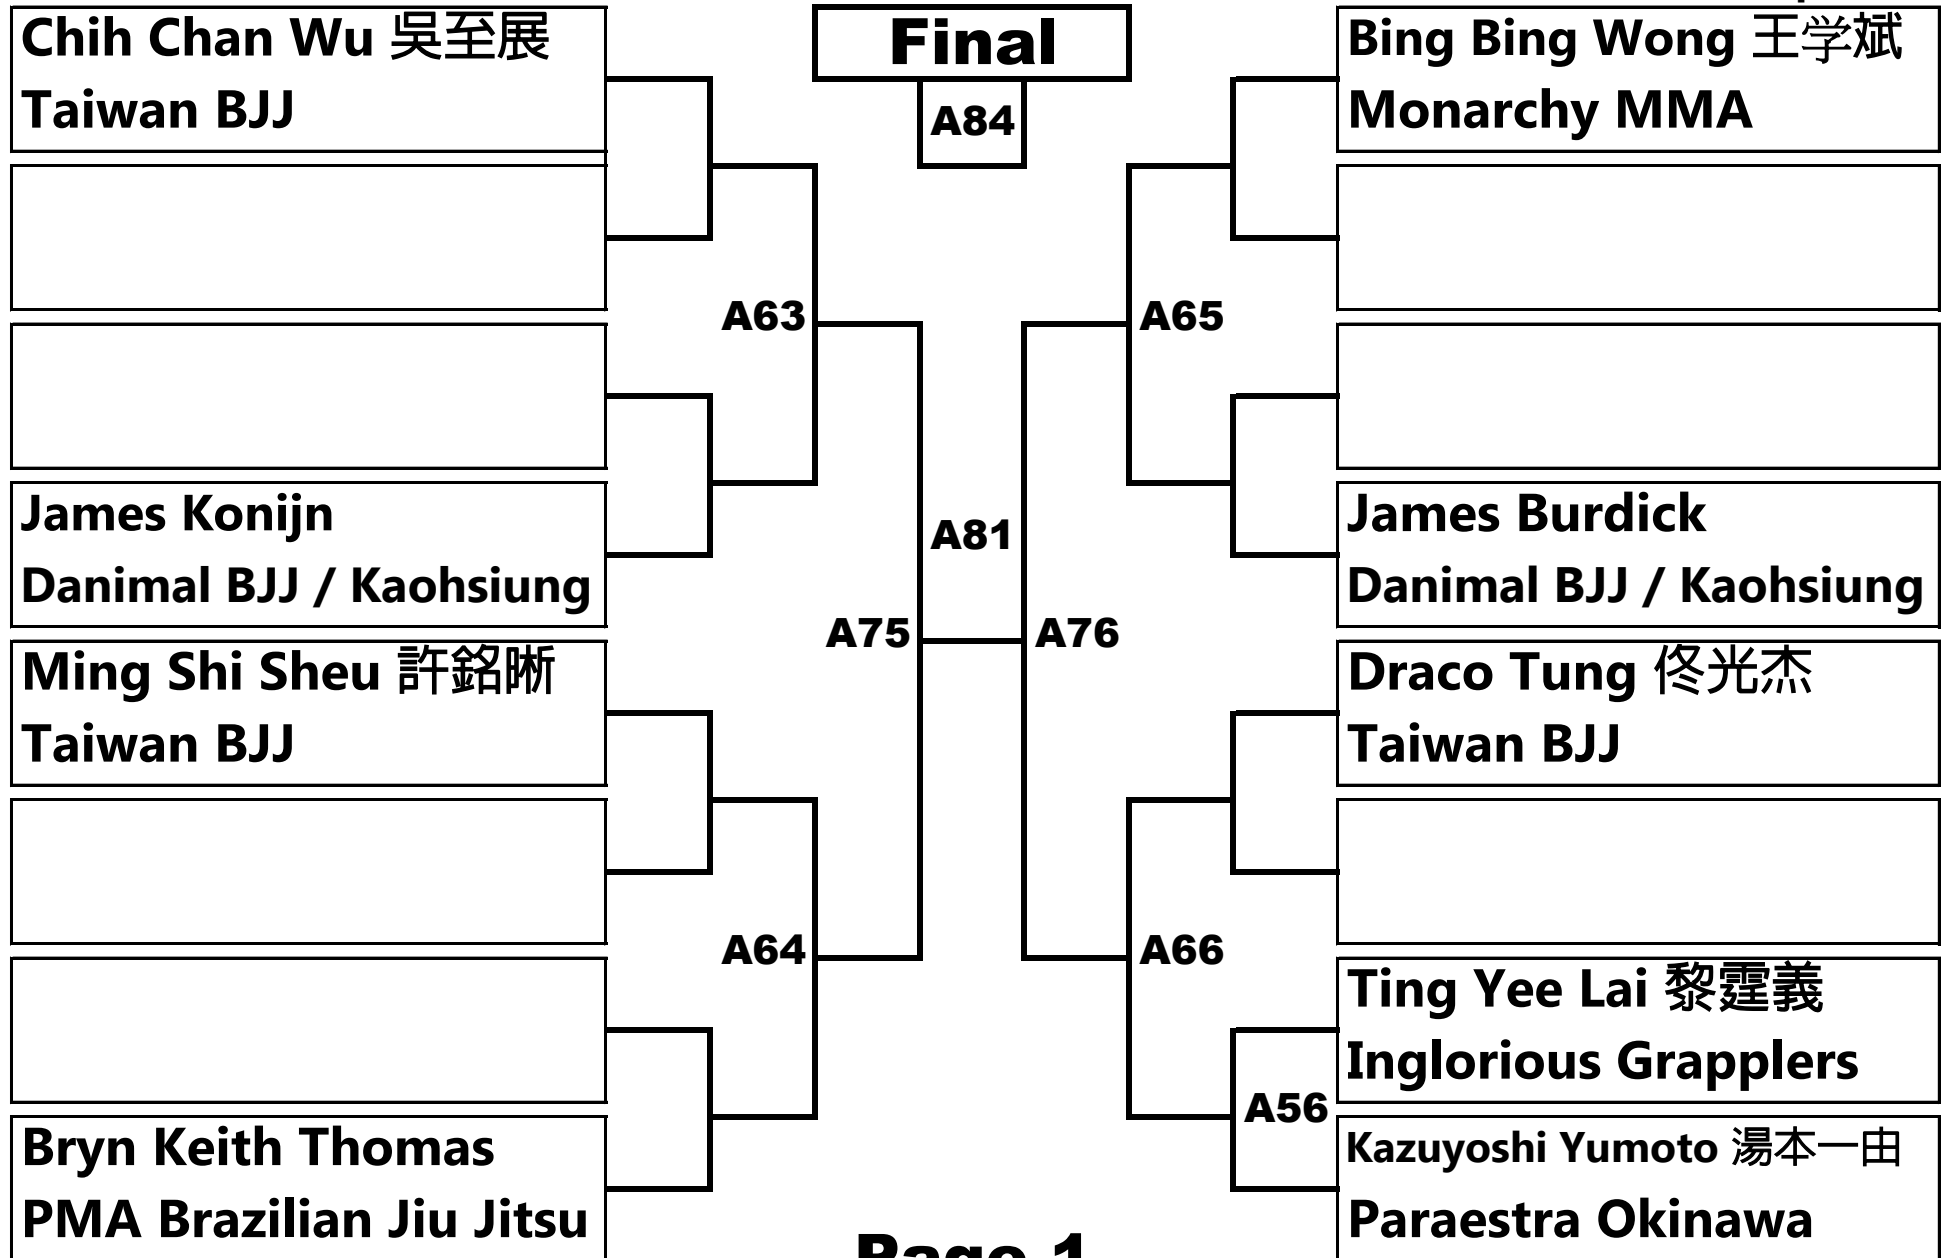 Chih Chan Wu 吳至展
Taiwan BJJ
James Konijn
Danimal BJJ / Kaohsiung
Ming Shi Sheu 許銘晰
Taiwan BJJ
Bryn Keith Thomas
PMA Brazilian Jiu Jitsu
A63
A64
A75
Final
A84
A81
Page 1
A76
A65
A66
A56
Bing Bing Wong 王学斌
Monarchy MMA
James Burdick
Danimal BJJ / Kaohsiung
Draco Tung 佟光杰
Taiwan BJJ
Ting Yee Lai 黎霆義
Inglorious Grapplers
Kazuyoshi Yumoto 湯本一由
Paraestra Okinawa